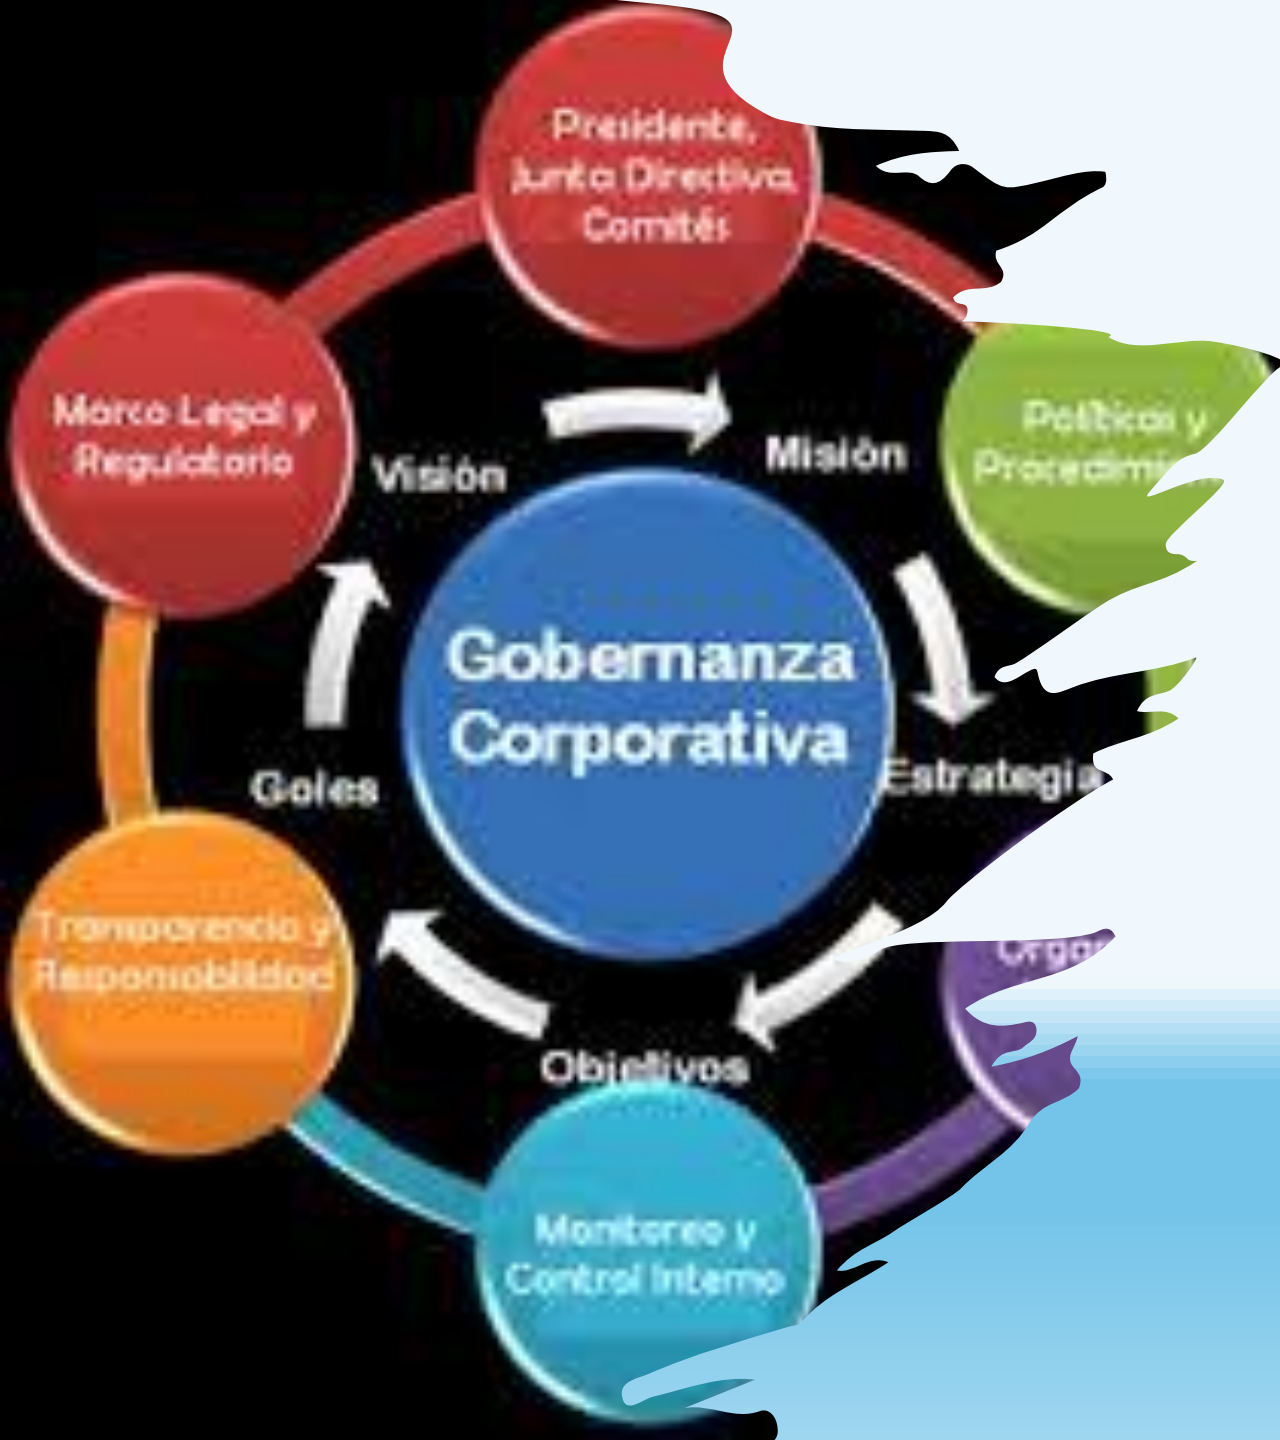 Presidente,
Junta Directiva,
Comités
Marco Legal y
Regulatorio
Políticas y
Visión
Misión
Gobernanza
Corporativa
Goles
Estrategia
Transparencia y
Responsabilidad
Objetivos
Monitoreo y
Control Interno